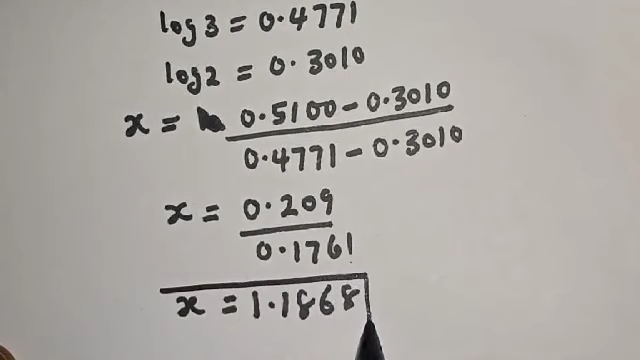 log 3 = 0.4771
log 2 = 0.3010
x = 0.5100 - 0.3010
0.4771 - 0.3010
x = 0.209
0.1761
x = 1.1868